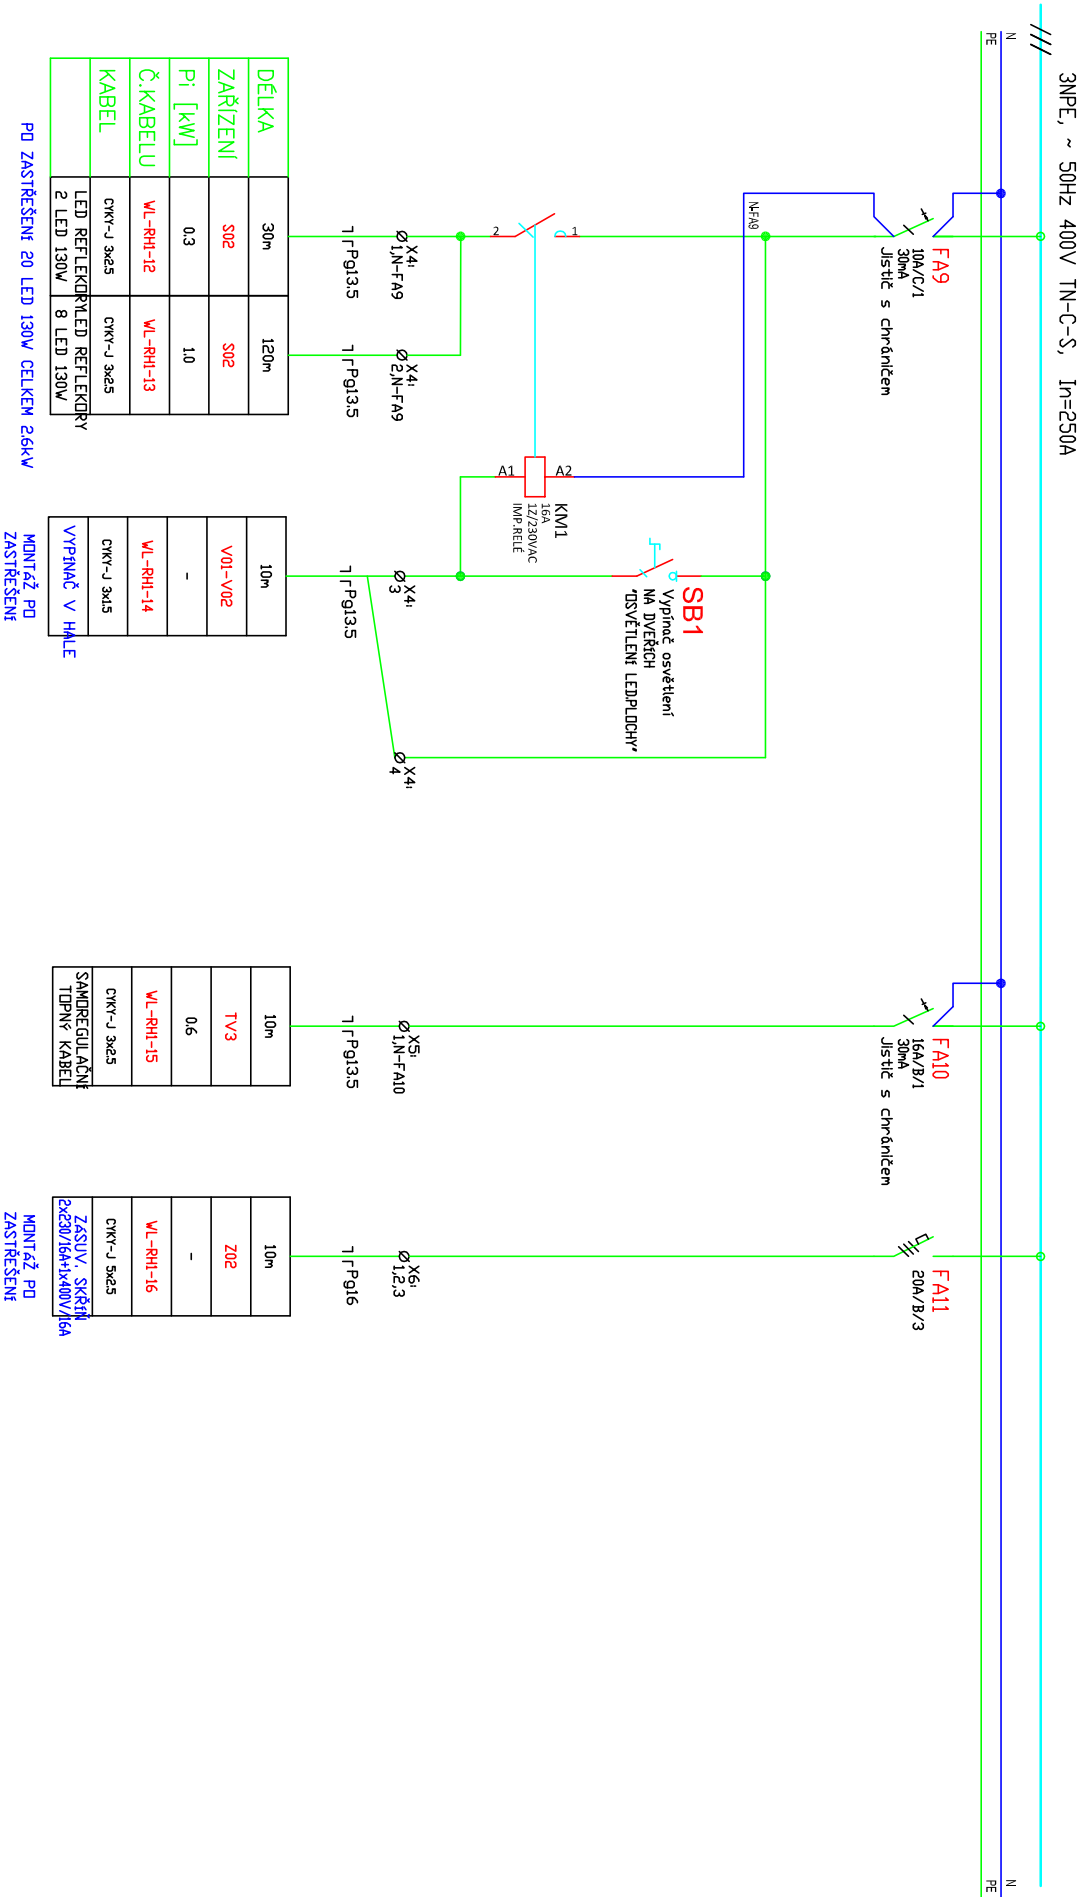 3NPE, ~ 50Hz 400V TN-C-S, In=250A
N
PE
N
PE
FA9
10A/C/1
30mA
Jistič s chráničem
N-FA9
1
2
KM1
16A
1Z/230VAC
IMP.RELÉ
A1
A2
SB1
Vypínač osvětlení
NA DVEŘÍCH
"OSVĚTLENÍ LED.PLOCHY"
FA10
16A/B/1
30mA
Jistič s chráničem
FA11
20A/B/3
X4:
1,N-FA9
X4:
2,N-FA9
X4:
3
X4:
4
X5:
1,N-FA10
X6:
1,2,3
Pg13.5
Pg13.5
Pg13.5
Pg13.5
Pg16
DÉLKA
30m
120m
10m
10m
10m
ZAŘÍZENÍ
S02
S02
V01-V02
TV3
Z02
Pi [kW]
0.3
1.0
-
0.6
-
Č.KABELU
WL-RH1-12
WL-RH1-13
WL-RH1-14
WL-RH1-15
WL-RH1-16
KABEL
CYKY-J 3x2.5
CYKY-J 3x2.5
CYKY-J 3x1.5
CYKY-J 3x2.5
CYKY-J 5x2.5
LED REFLEKORY
2 LED 130W
LED REFLEKORY
8 LED 130W
VYPÍNAČ V HALE
SAMOREGULAČNÍ
TOPNÝ KABEL
ZÁSUV. SKŘÍŇ
2x230/16A+1x400V/16A
PO ZASTŘEŠENÍ 20 LED 130W CELKEM 2.6kW
MONTÁŽ PO
ZASTŘEŠENÍ
MONTÁŽ PO
ZASTŘEŠENÍ